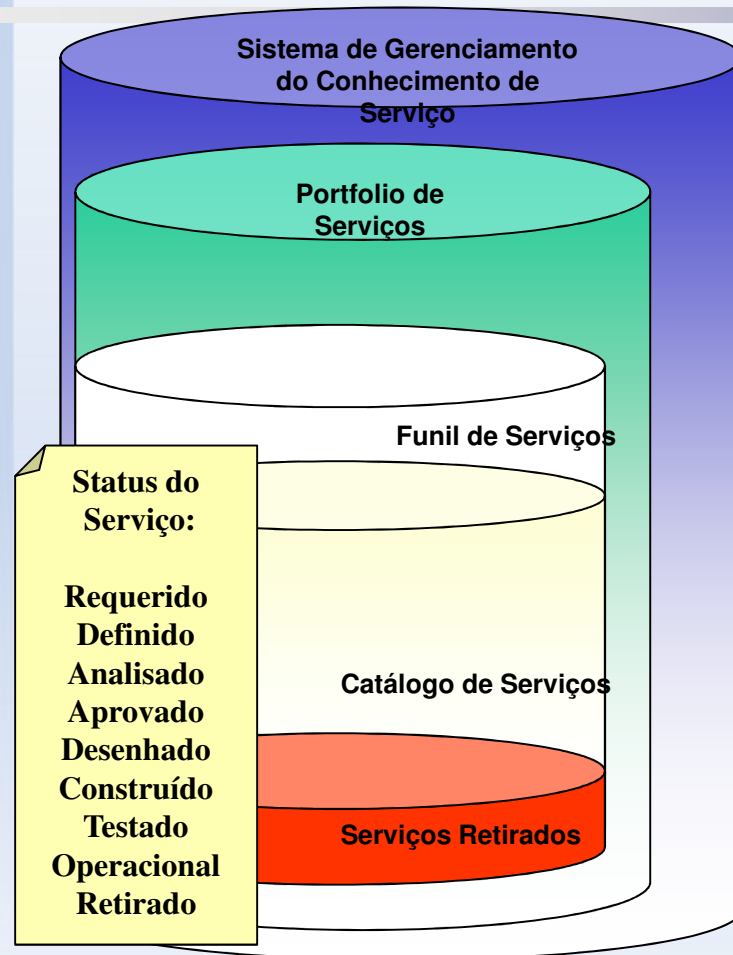 Sistema de Gerenciamento
do Conhecimento de
Serviço
Portfolio de
Serviços
Funil de Serviços
Status do
Serviço:
Requerido
Definido
Analisado
Aprovado
Desenhado
Construído
Testado
Operacional
Retirado
Catálogo de Serviços
Serviços Retirados